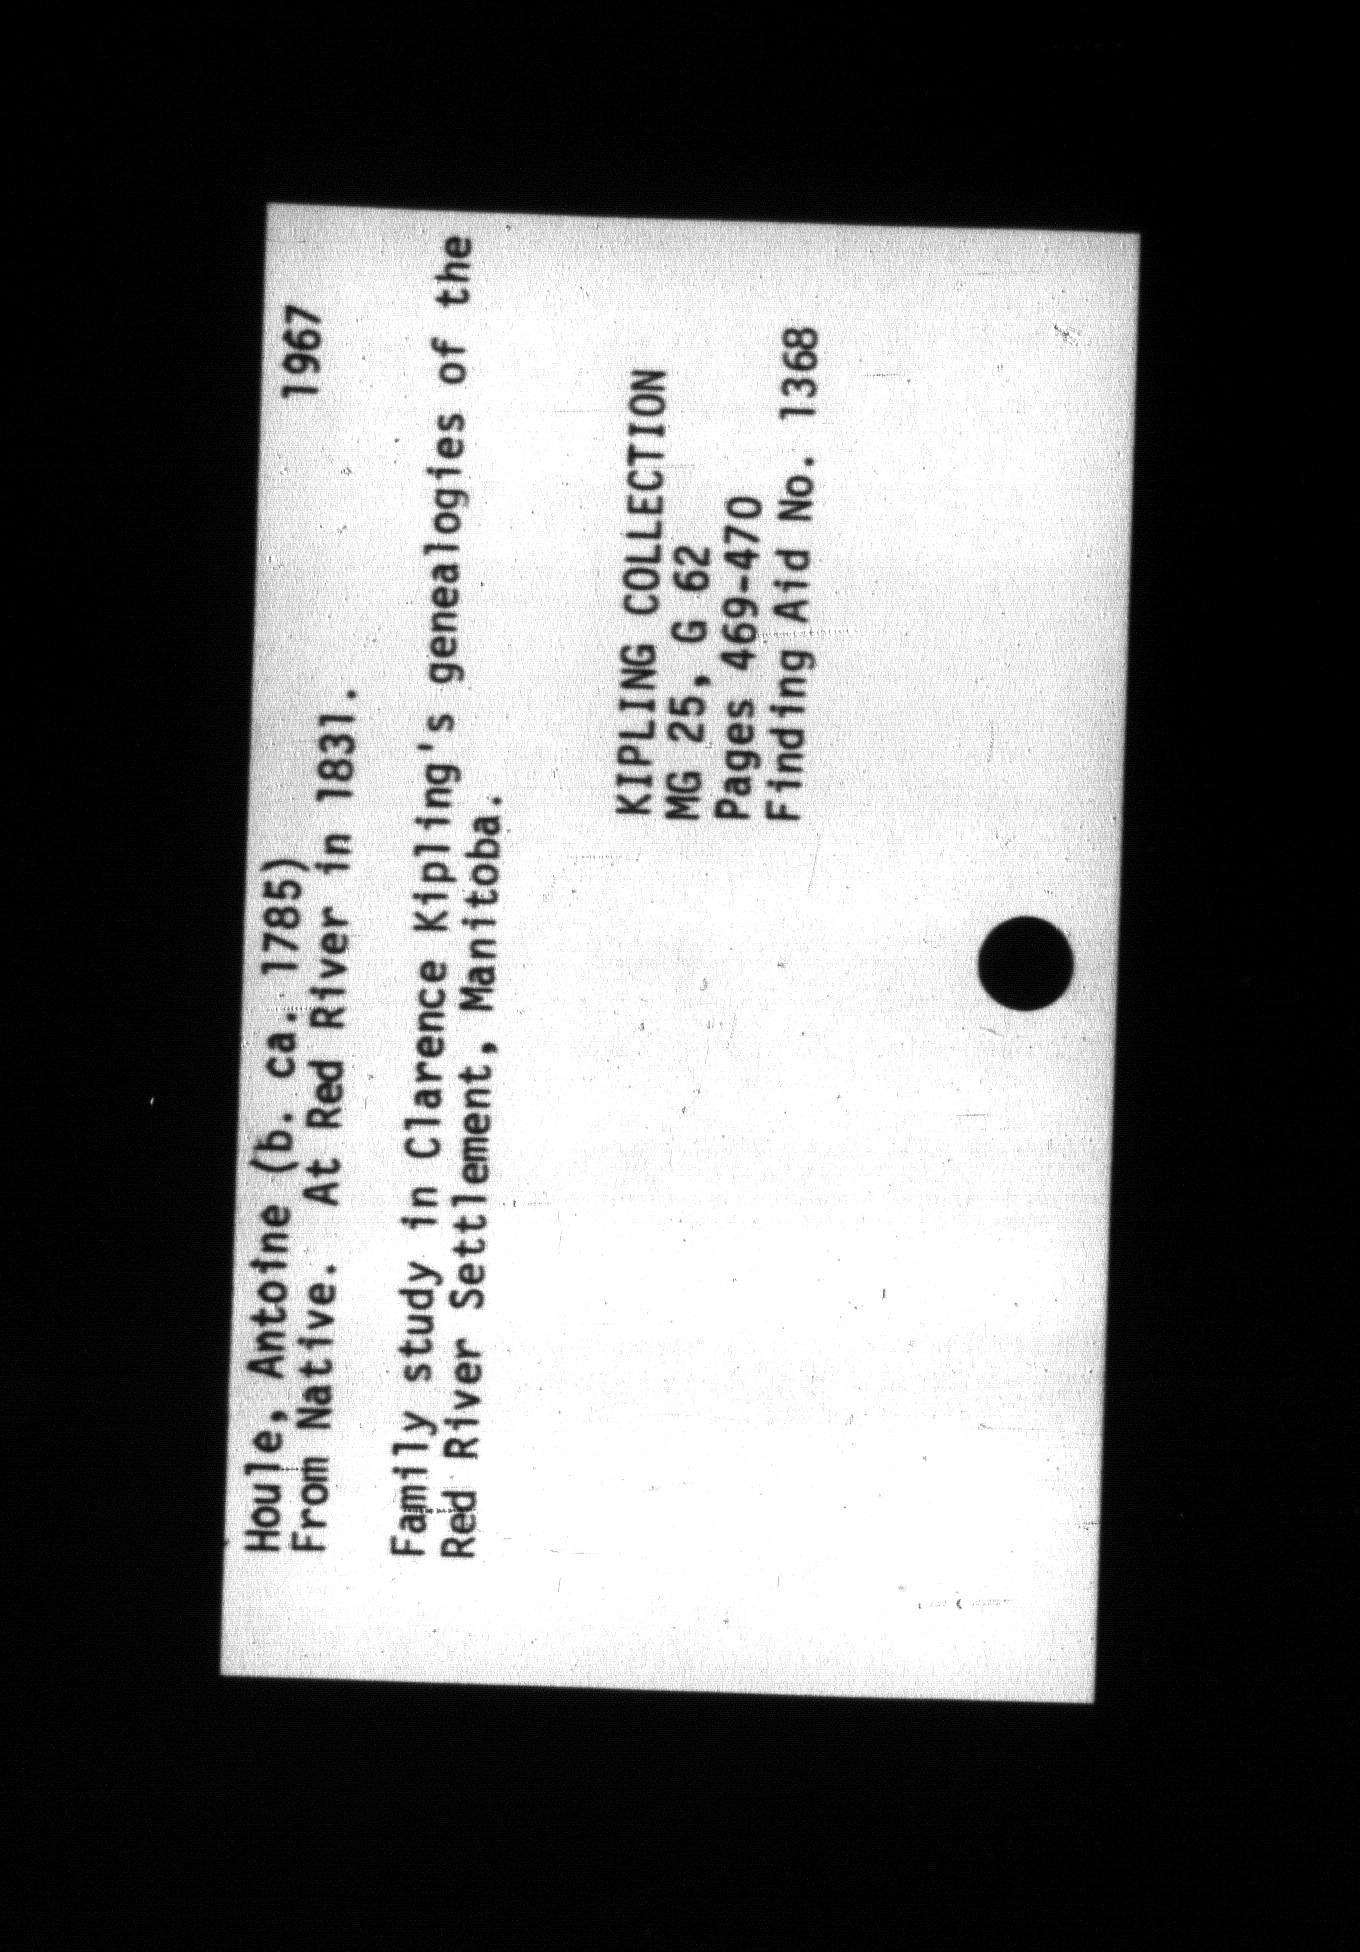 Houle, Antoine (b. ca. 1785)
From Native. At Red River in 1831. 1967
Family study in Clarence Kipling's genealogies of the
Red River Settlement, Manitoba.
KIPLING COLLECTION
MG 25, G 62
Pages 469-470
Finding Aid No. 1368